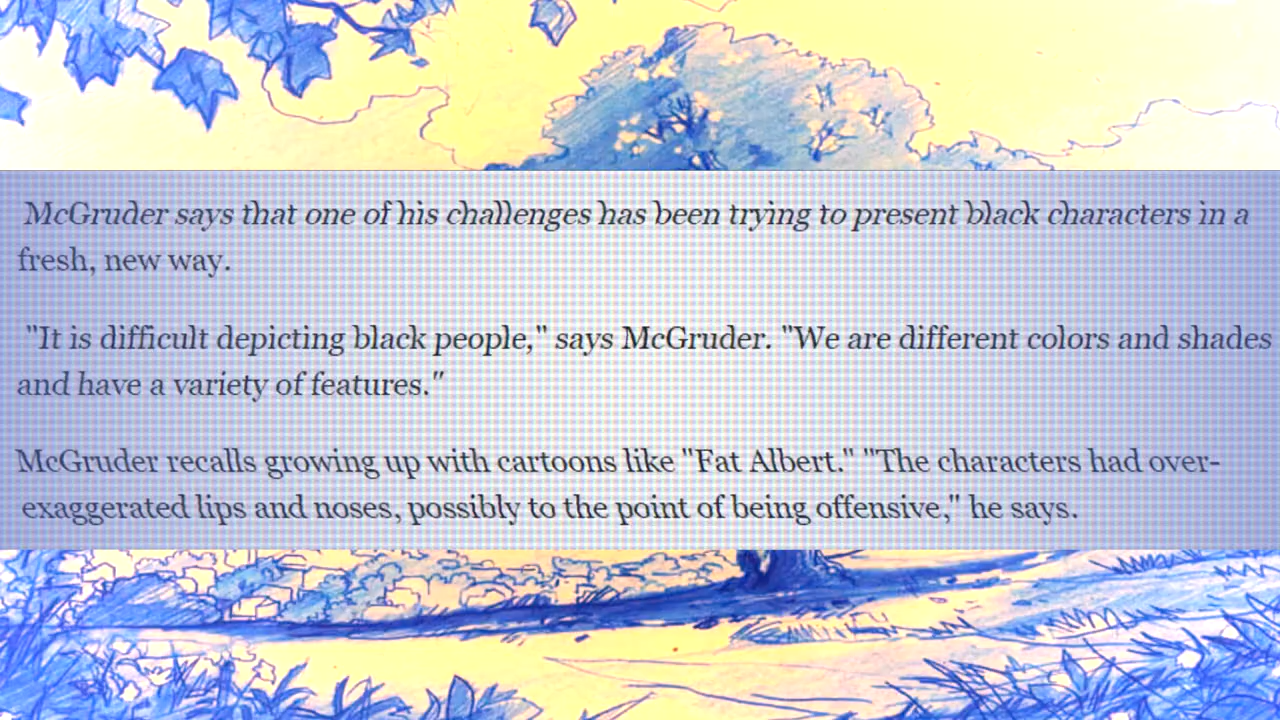 McGruder says that one of his challenges has been trying to present black characters in a
fresh, new way.
"It is difficult depicting black people," says McGruder. "We are different colors and shades
and have a variety of features."
McGruder recalls growing up with cartoons like "Fat Albert." "The characters had over-
exaggerated lips and noses, possibly to the point of being offensive," he says.